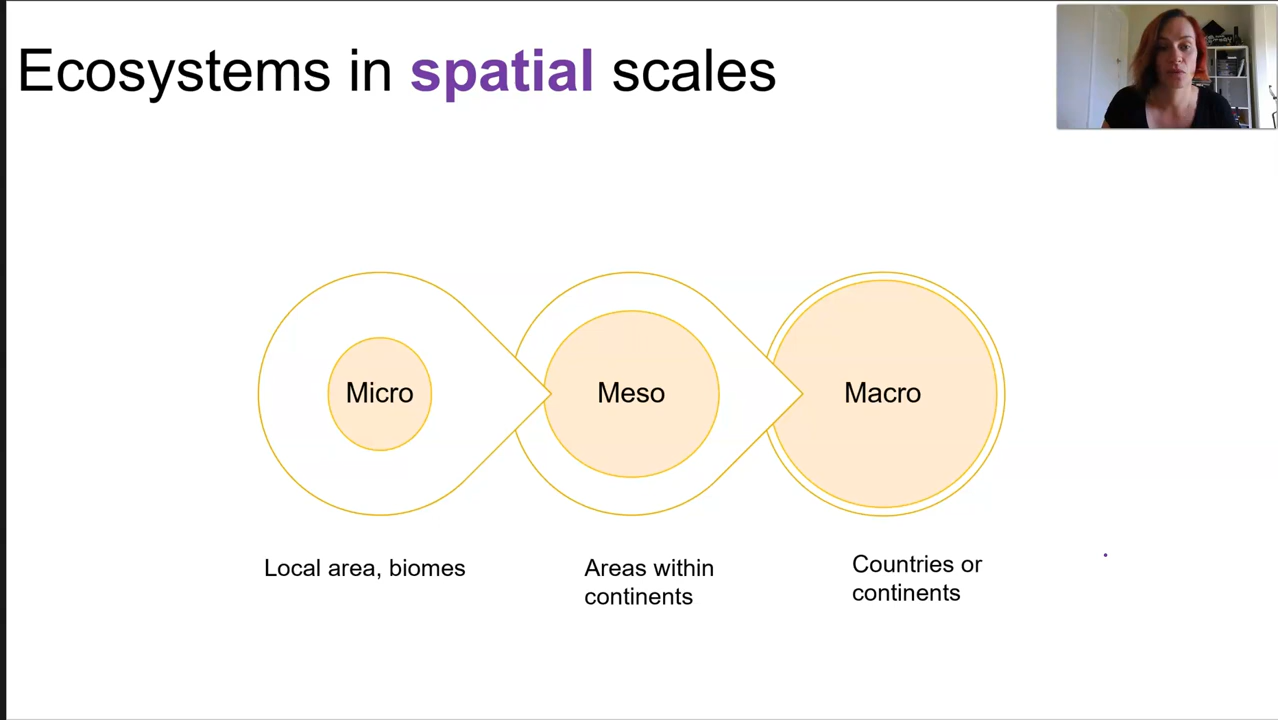 Ecosystems in spatial scales
Micro
Meso
Macro
Local area, biomes
Areas within
continents
Countries or
continents